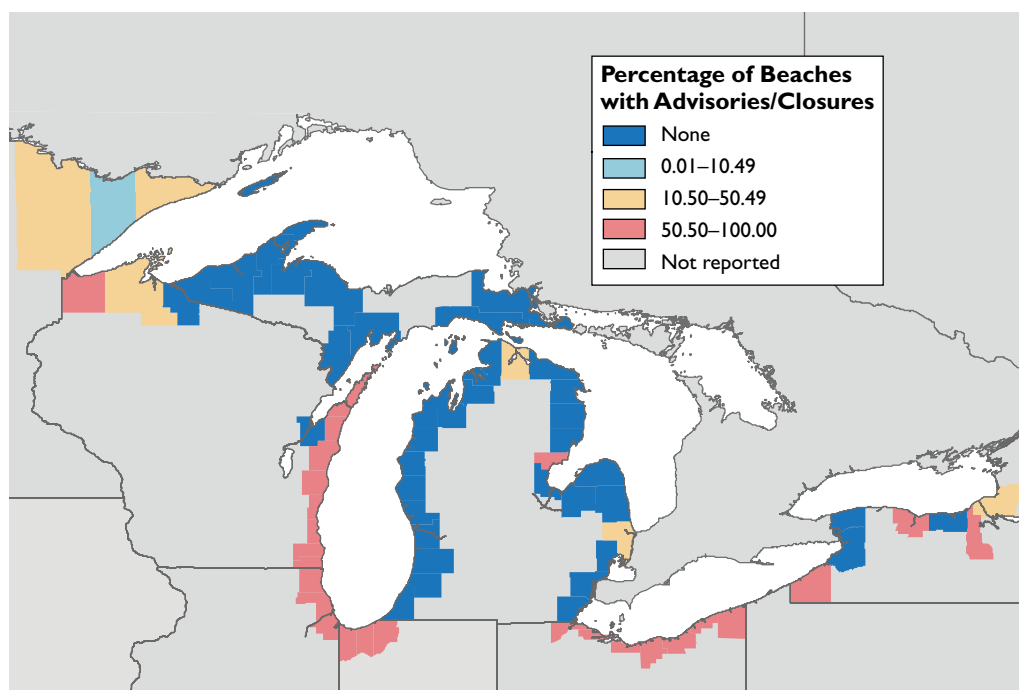 Percentage of Beaches
with Advisories/Closures
None
0.01–10.49
10.50–50.49
50.50–100.00
Not reported